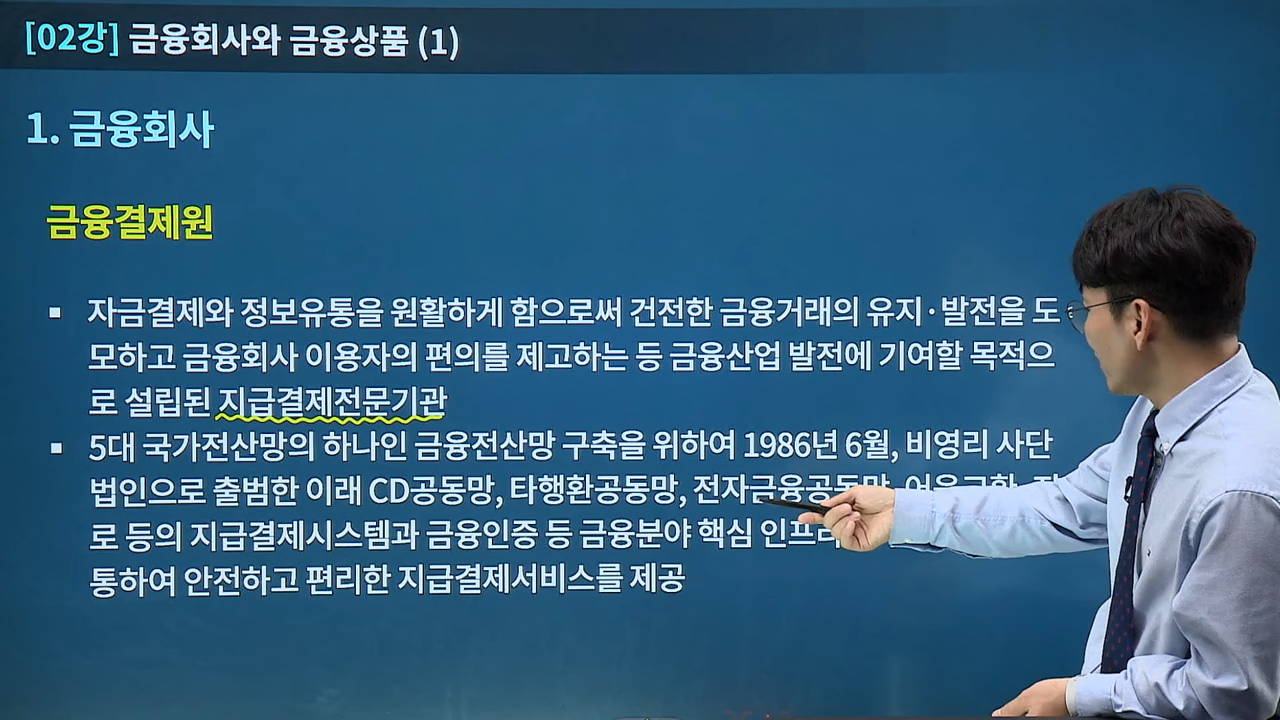 [02강] 금융회사와 금융상품 (1)
1. 금융회사
금융결제원
▪ 자금결제와 정보유통을 원활하게 함으로써 건전한 금융거래의 유지·발전을 도
모하고 금융회사 이용자의 편의를 제고하는 등 금융산업 발전에 기여할 목적으
로 설립된 지급결제전문기관
▪ 5대 국가전산망의 하나인 금융전산망 구축을 위하여 1986년 6월, 비영리 사단
법인으로 출범한 이래 CD공동망, 타행환공동망, 전자금융공동망,
로 등의 지급결제시스템과 금융인증 등 금융분야 핵심
통하여 안전하고 편리한 지급결제서비스를 제공